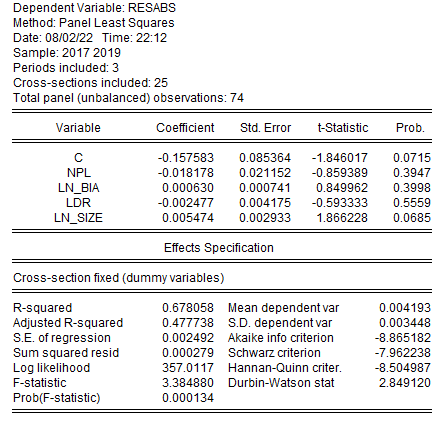 Dependent Variable: RESABS
Method: Panel Least Squares
Date: 08/02/22 Time: 22:12
Sample: 2017 2019
Periods included: 3
Cross-sections included: 25
Total panel (unbalanced) observations: 74
Variable Coefficient Std. Error t-Statistic Prob.
C -0.157583 0.085364 -1.846017 0.0715
NPL -0.018178 0.021152 -0.859389 0.3947
LN_BIA 0.000630 0.000741 0.849962 0.3998
LDR -0.002477 0.004175 -0.593333 0.5559
LN_SIZE 0.005474 0.002933 1.866228 0.0685
Effects Specification
Cross-section fixed (dummy variables)
R-squared 0.678058 Mean dependent var 0.004193
Adjusted R-squared 0.477738 S.D. dependent var 0.003448
S.E. of regression 0.002492 Akaike info criterion -8.865182
Sum squared resid 0.000279 Schwarz criterion -7.962238
Log likelihood 357.0117 Hannan-Quinn criter. -8.504987
F-statistic 3.384880 Durbin-Watson stat 2.849120
Prob(F-statistic) 0.000134